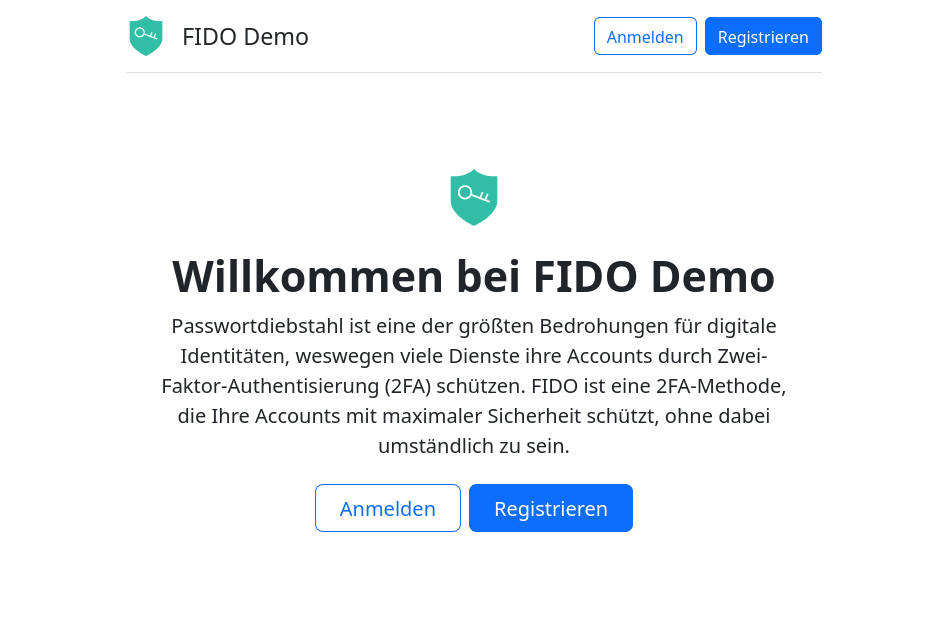 FIDO Demo
Anmelden
Registrieren
Willkommen bei FIDO Demo
Passwortdiebstahl ist eine der größten Bedrohungen für digitale
Identitäten, weswegen viele Dienste ihre Accounts durch Zwei-
Faktor-Authentisierung (2FA) schützen. FIDO ist eine 2FA-Methode,
die Ihre Accounts mit maximaler Sicherheit schützt, ohne dabei
umständlich zu sein.
Anmelden
Registrieren